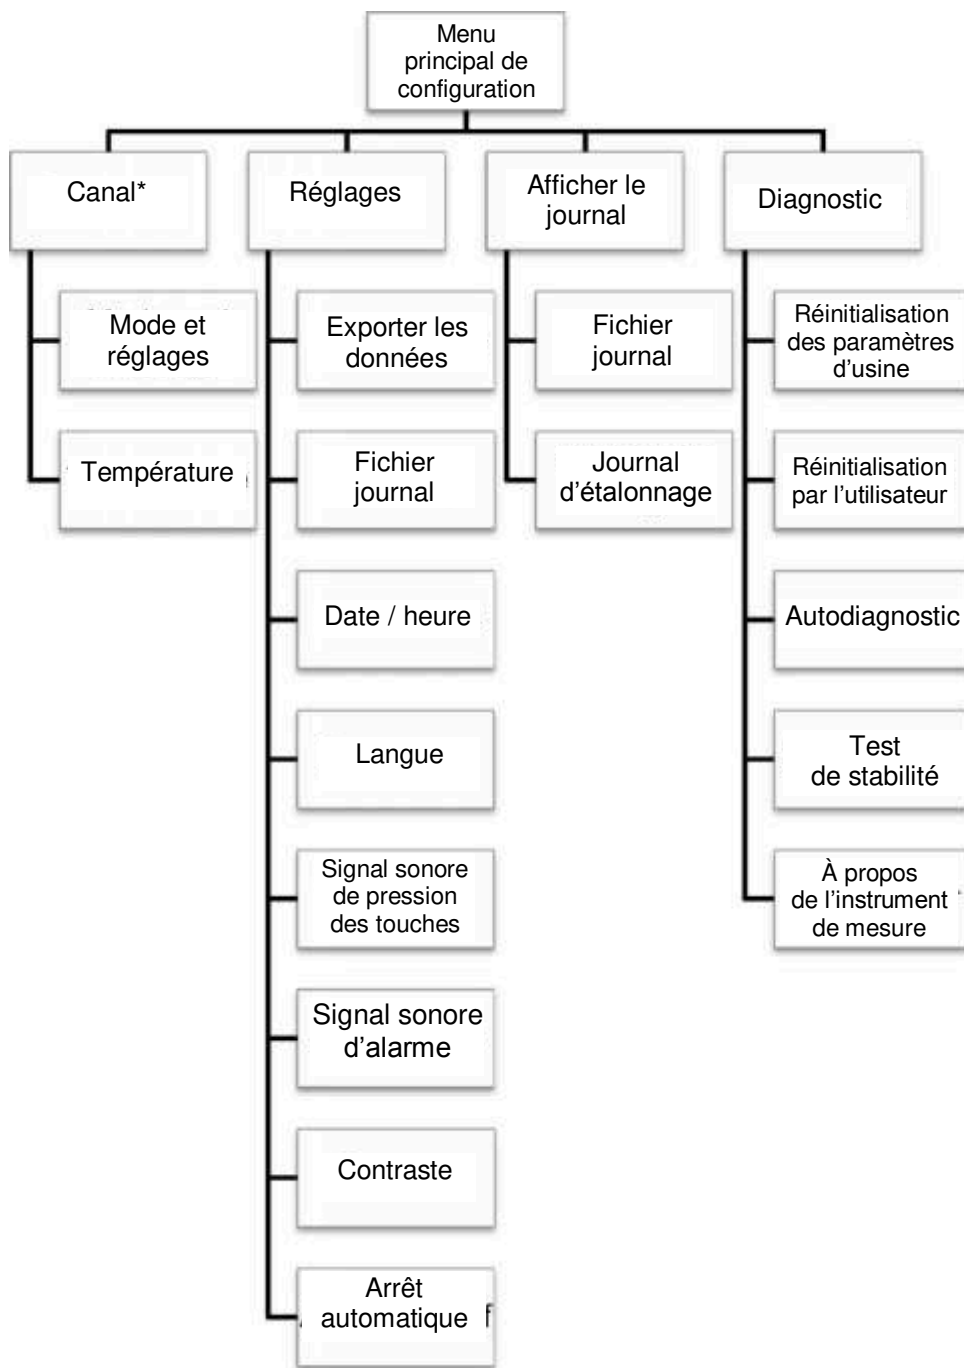 Menu
principal de
configuration
Canal*
Réglages
Afficher le
journal
Diagnostic
Mode et
réglages
Température
Exporter les
données
Fichier
journal
Date / heure
Langue
Signal sonore
de pression
des touches
Signal sonore
d'alarme
Contraste
Arrêt
automatique
Fichier
journal
Journal
d'étalonnage
Réinitialisation
des paramètres
d'usine
Réinitialisation
par l'utilisateur
Autodiagnostic
Test
de stabilité
À propos
de l'instrument
de mesure